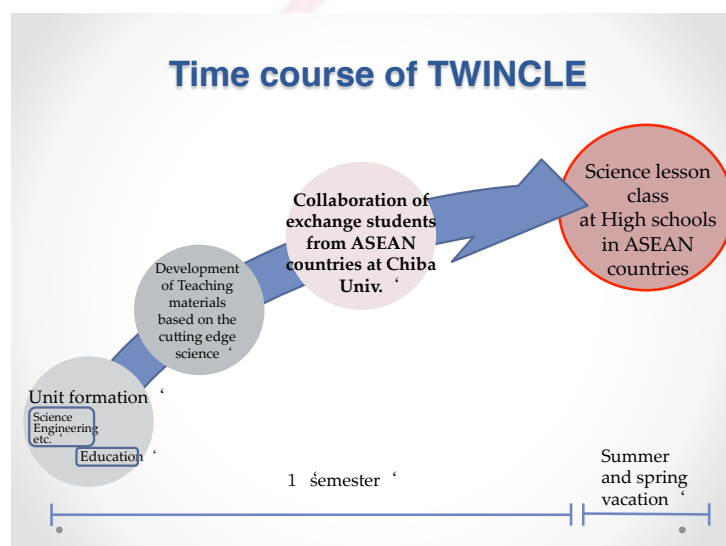 Time course of TWINCLE
Science lesson
class
at High schools
in ASEAN
countries
Collaboration of
exchange students
from ASEAN
countries at Chiba
Univ. ‘
Development
of Teaching
materials
based on the
cutting edge
science ‘
Unit formation ‘
Science
Engineering
etc. ‘
Education ‘
1 ‘semester ‘
Summer
and spring
vacation ‘